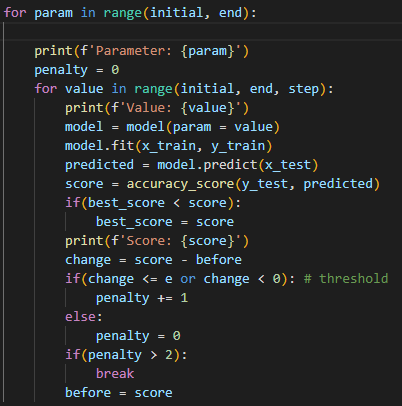 for param in range(initial, end):
print(f'Parameter: {param}')
penalty = 0
for value in range(initial, end, step):
print(f'Value: {value}')
model = model(param = value)
model.fit(x_train, y_train)
predicted = model.predict(x_test)
score = accuracy_score(y_test, predicted)
if(best_score < score):
best_score = score
print(f'Score: {score}')
change = score - before
if(change <= e or change < 0): # threshold
penalty += 1
else:
penalty = 0
if(penalty > 2):
break
before = score